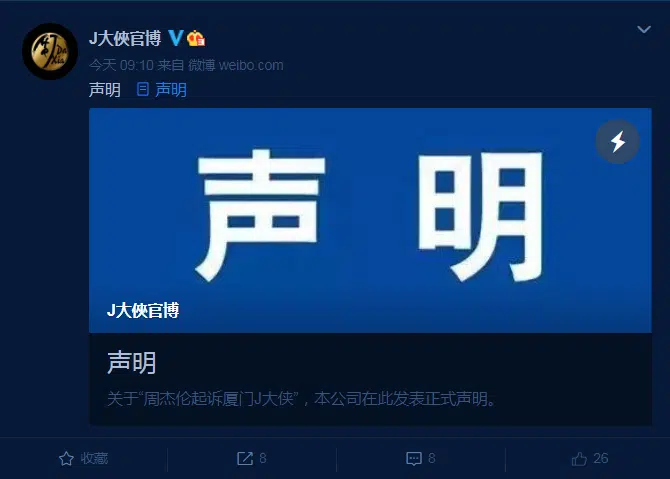 J大侠官博
今天 09:10 来自 微博 weibo.com
声明 声明
声 明
J大侠官博
声明
关于“周杰伦起诉厦门J大侠”，本公司在此发表正式声明。
收藏 8 8 26